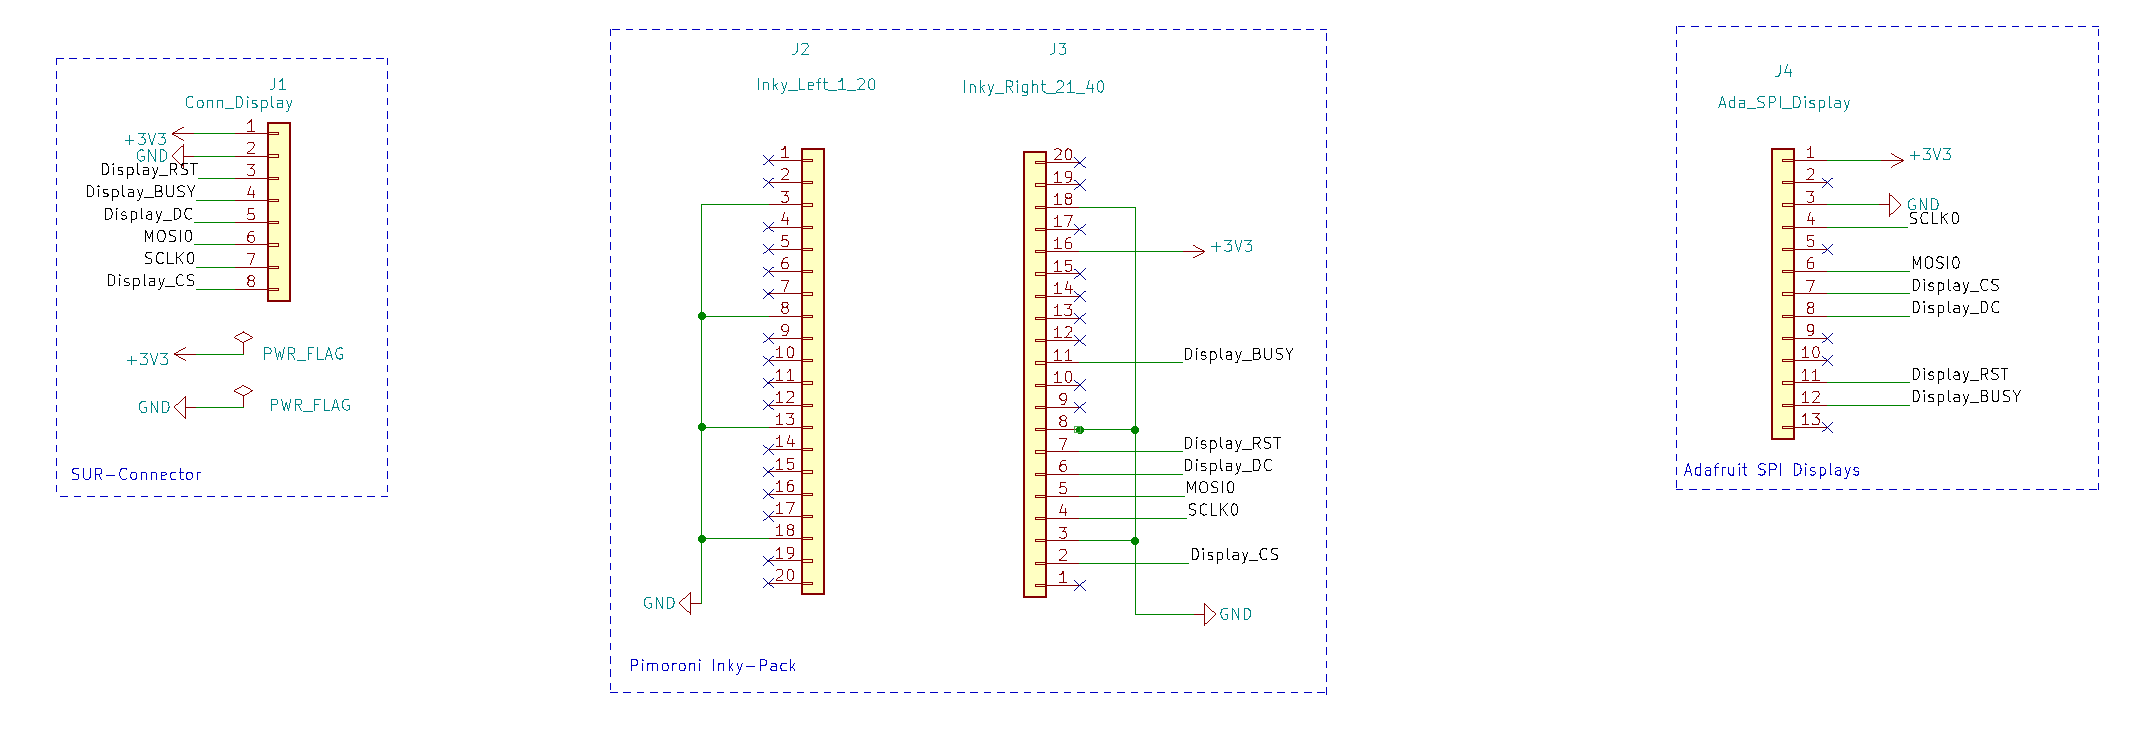 J1
Conn_Display
+3V3
1
GND
2
Display_RST
3
Display_BUSY
4
Display_DC
5
MOSI0
6
SCLK0
7
Display_CS
8
+3V3
PWR_FLAG
GND
PWR_FLAG
SUR-Connector
J2
Inky_Left_1_20
1
2
3
4
5
6
7
8
9
10
11
12
13
14
15
16
17
18
19
20
GND
J3
Inky_Right_21_40
20
19
18
17
16
+3V3
15
14
13
12
11
Display_BUSY
10
9
8
7
Display_RST
6
Display_DC
5
MOSI0
4
SCLK0
3
2
Display_CS
1
GND
Pimoroni Inky-Pack
J4
Ada_SPI_Display
1
+3V3
2
3
GND
4
SCLK0
5
6
MOSI0
7
Display_CS
8
Display_DC
9
10
11
Display_RST
12
Display_BUSY
13
Adafruit SPI Displays